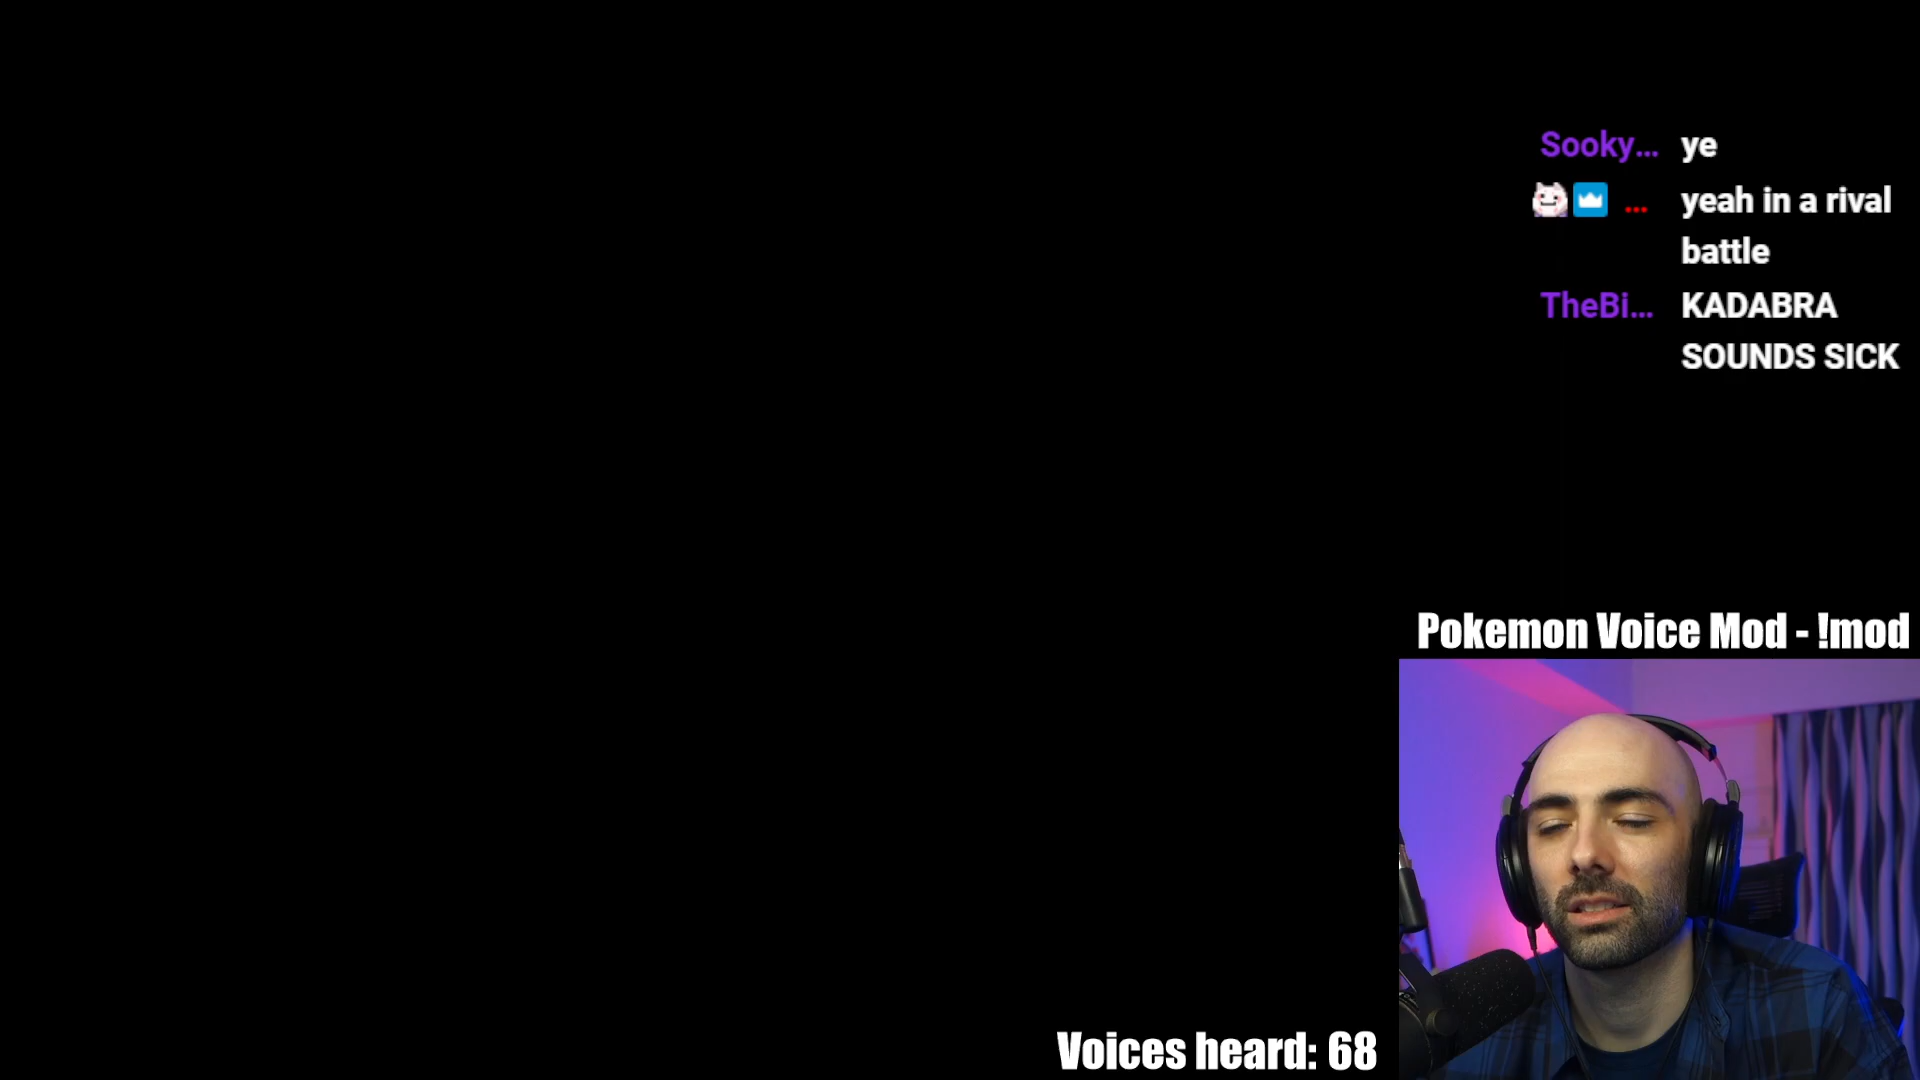 Sooky... ye
... yeah in a rival
battle
TheBi... KADABRA
SOUNDS SICK
Pokemon Voice Mod - !mod
Voices heard: 68